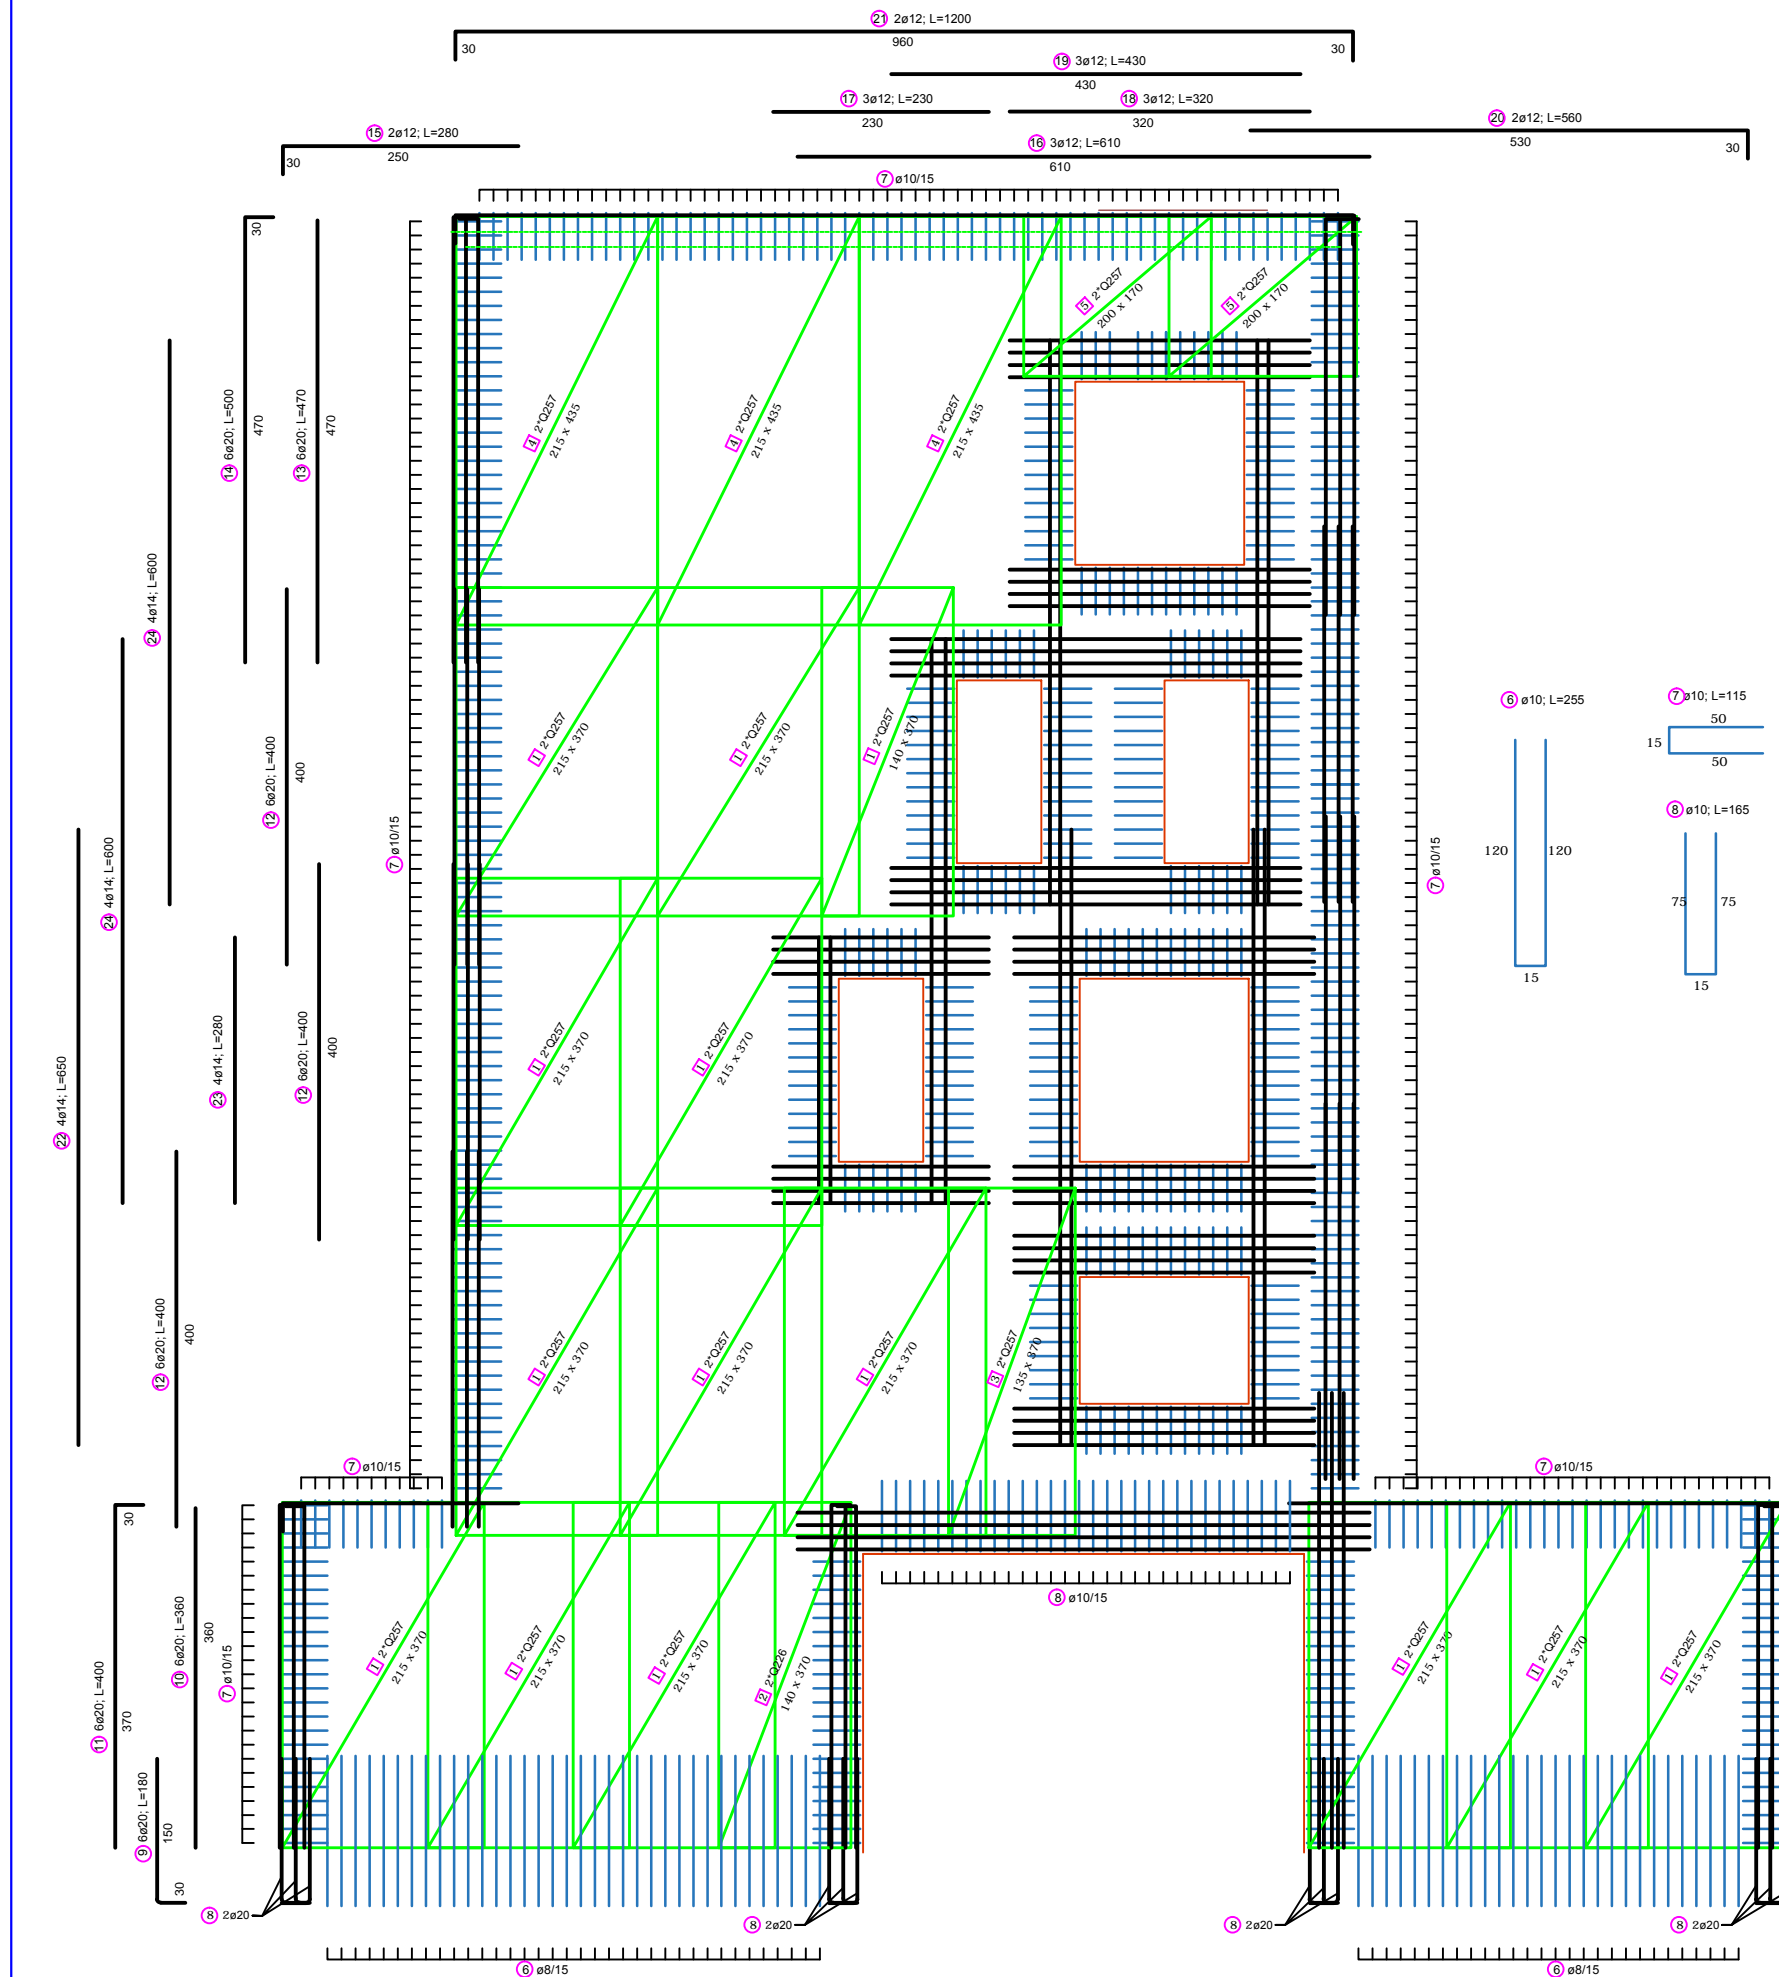 21 2ø12; L=1200
30 960 30
19 3ø12; L=430
430
17 3ø12; L=230
230
18 3ø12; L=320
320
20 2ø12; L=560
530 30
15 2ø12; L=280
30 250
16 3ø12; L=610
610
7 ø10/15
30
14 6ø20; L=500
470
13 6ø20; L=470
470
24 4ø14; L=600
24 4ø14; L=600
12 6ø20; L=400
400
7 ø10/15
22 4ø14; L=650
23 4ø14; L=280
12 6ø20; L=400
400
12 6ø20; L=400
400
5 2*Q257
200 x 170
5 2*Q257
200 x 170
4 2*Q257
215 x 435
4 2*Q257
215 x 435
4 2*Q257
215 x 435
1 2*Q257
215 x 370
1 2*Q257
215 x 370
1 2*Q257
140 x 370
1 2*Q257
215 x 370
1 2*Q257
215 x 370
1 2*Q257
215 x 370
1 2*Q257
215 x 370
1 2*Q257
215 x 370
3 2*Q257
135 x 370
7 ø10/15
6 ø10; L=255
120 120
15
7 ø10; L=115
50
15
50
8 ø10; L=165
75 75
15
7 ø10/15
7 ø10/15
30
11 6ø20; L=400
370
10 6ø20; L=360
360
7 ø10/15
9 6ø20; L=180
150
30
1 2*Q257
215 x 370
1 2*Q257
215 x 370
1 2*Q257
215 x 370
2 2*Q226
140 x 370
8 ø10/15
1 2*Q257
215 x 370
1 2*Q257
215 x 370
1 2*Q257
215 x 370
8 2ø20
8 2ø20
8 2ø20
8 2ø20
6 ø8/15
6 ø8/15